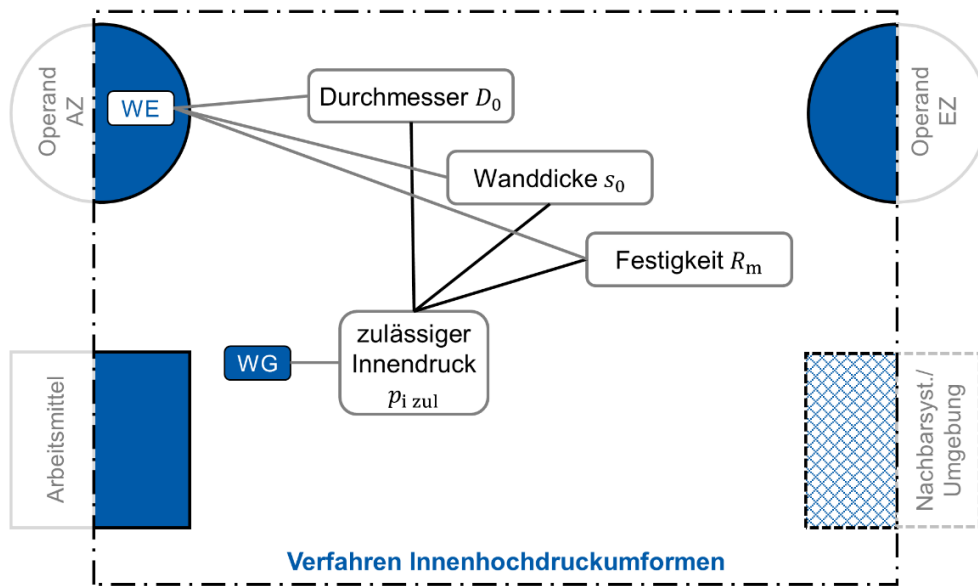 Operand
AZ
WE
Durchmesser D₀
Wanddicke s₀
Festigkeit Rₘ
Operand
EZ
WG
zulässiger
Innendruck
p_i zul
Arbeitsmittel
Nachbarsyst./
Umgebung
Verfahren Innenhochdruckumformen